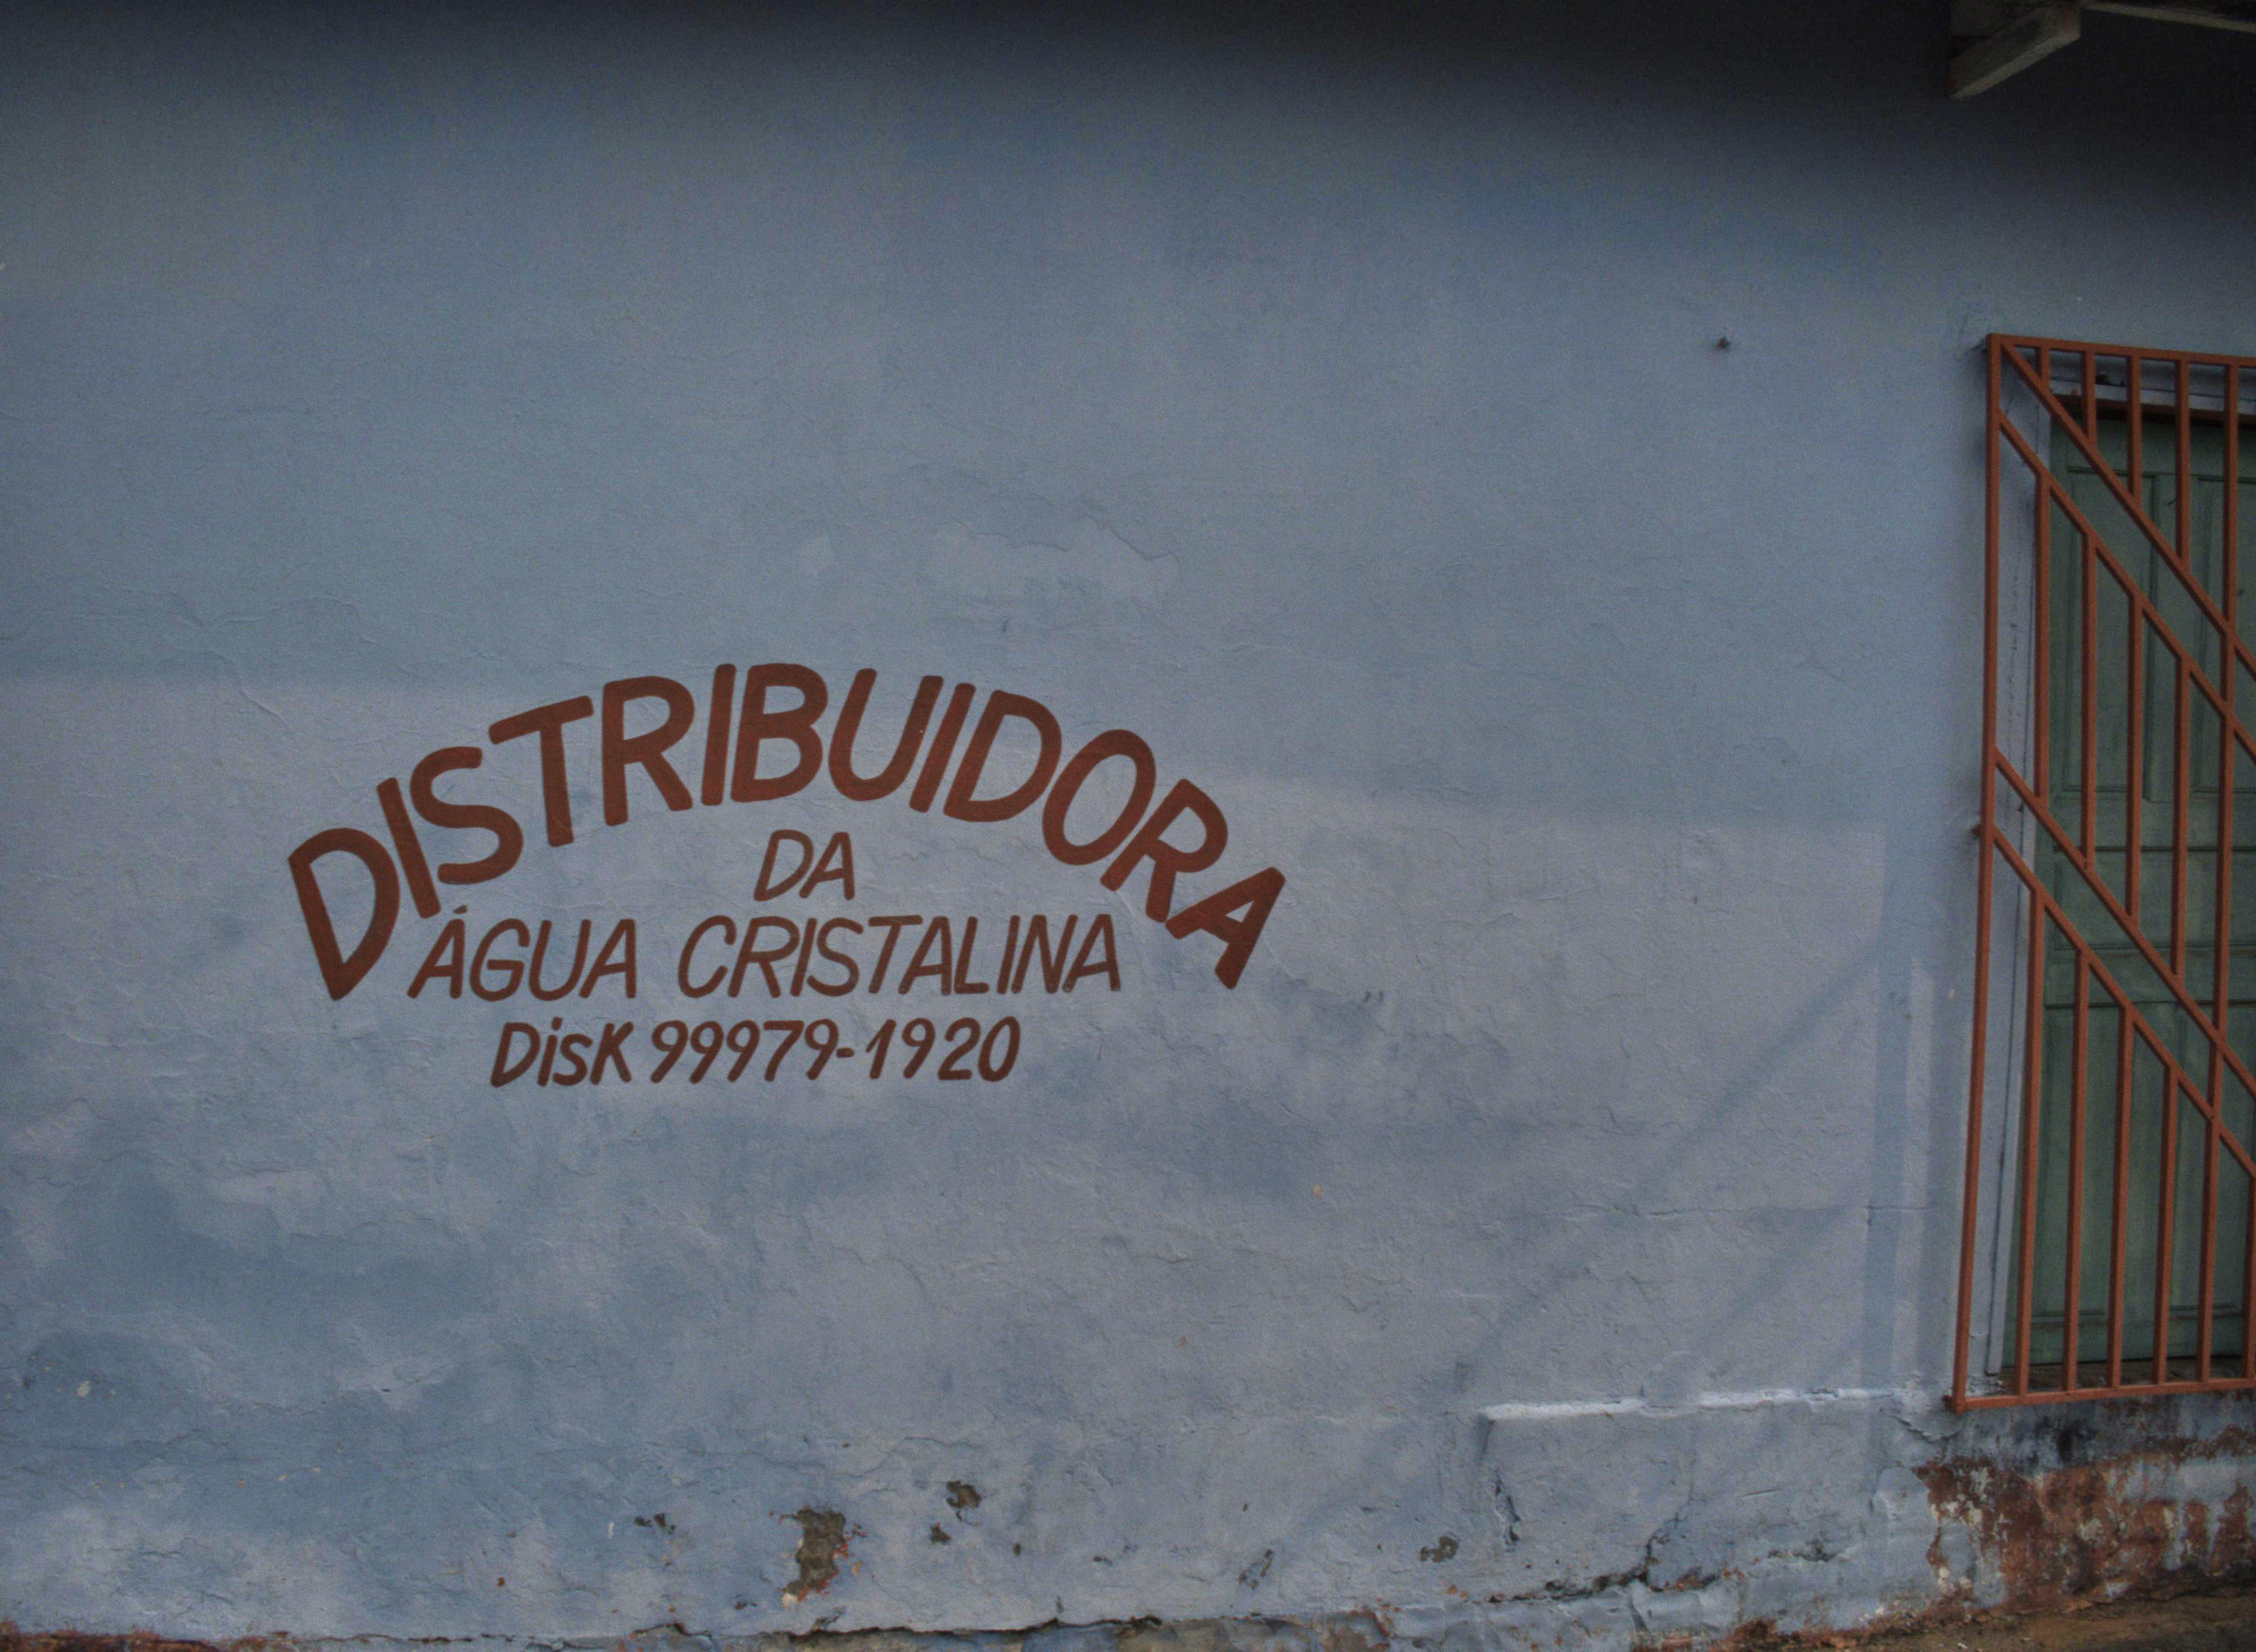 DISTRIBUIDORA
DA
ÁGUA CRISTALINA
DisK 99979-1920